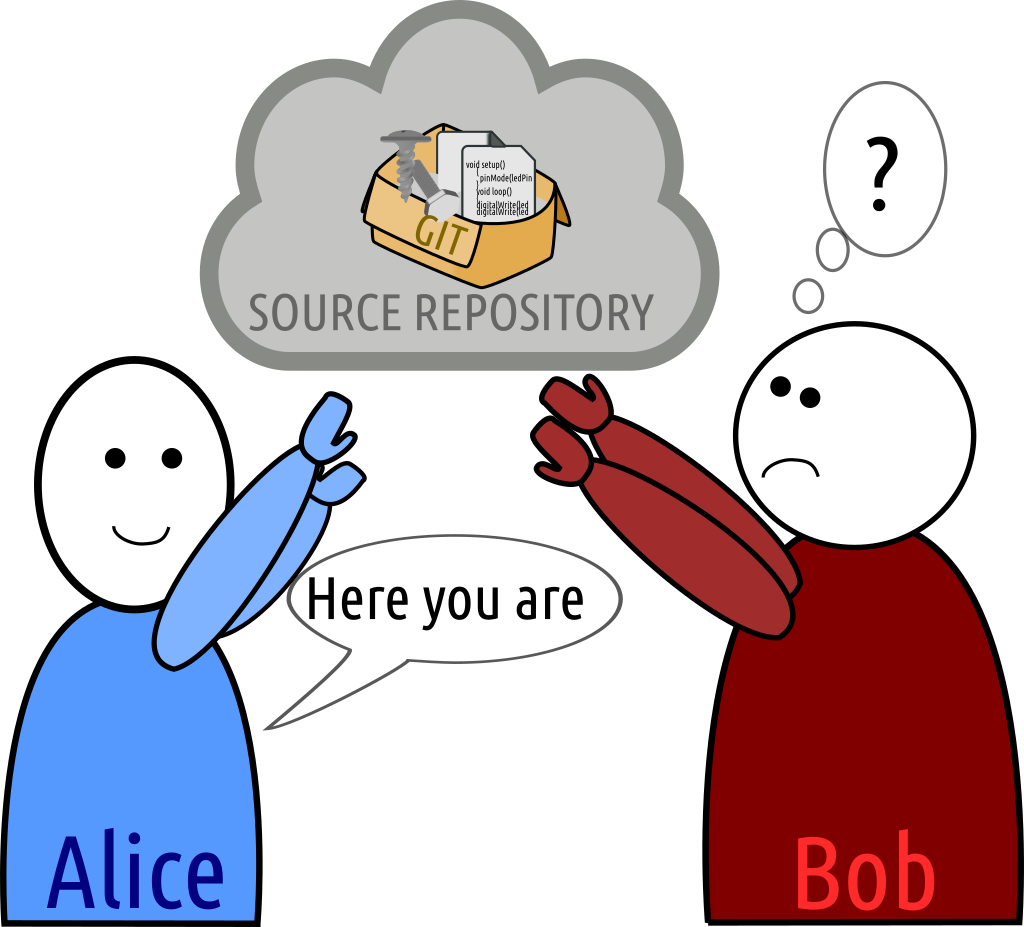 void setup()
{ pinMode(ledPin
void loop()
digitalWrite(led
digitalWrite(led
GIT
SOURCE REPOSITORY
?
Here you are
Alice
Bob